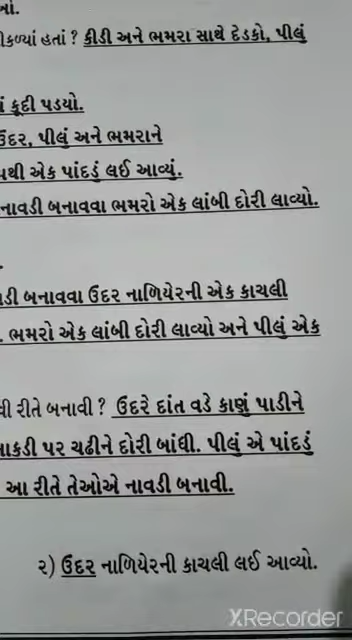 નીકળ્યાં હતાં ? કીડી અને ભમરા સાથે દેડકો, પીલું
કૂદી પડયો.
ઉંદર, પીલું અને ભમરાને
એક પાંદડું લઈ આવ્યું.
નાવડી બનાવવા ભમરો એક લાંબી દોરી લાવ્યો.
બનાવવા ઉંદર નાળિયેરની એક કાચલી
. ભમરો એક લાંબી દોરી લાવ્યો અને પીલું એક
રીતે બનાવી ? ઉંદરે દાંત વડે કાણું પાડીને
પર ચઢીને દોરી બાંધી. પીલું એ પાંદડું
આ રીતે તેઓએ નાવડી બનાવી.
૨) ઉંદર નાળિયેરની કાચલી લઈ આવ્યો.
XRecorder